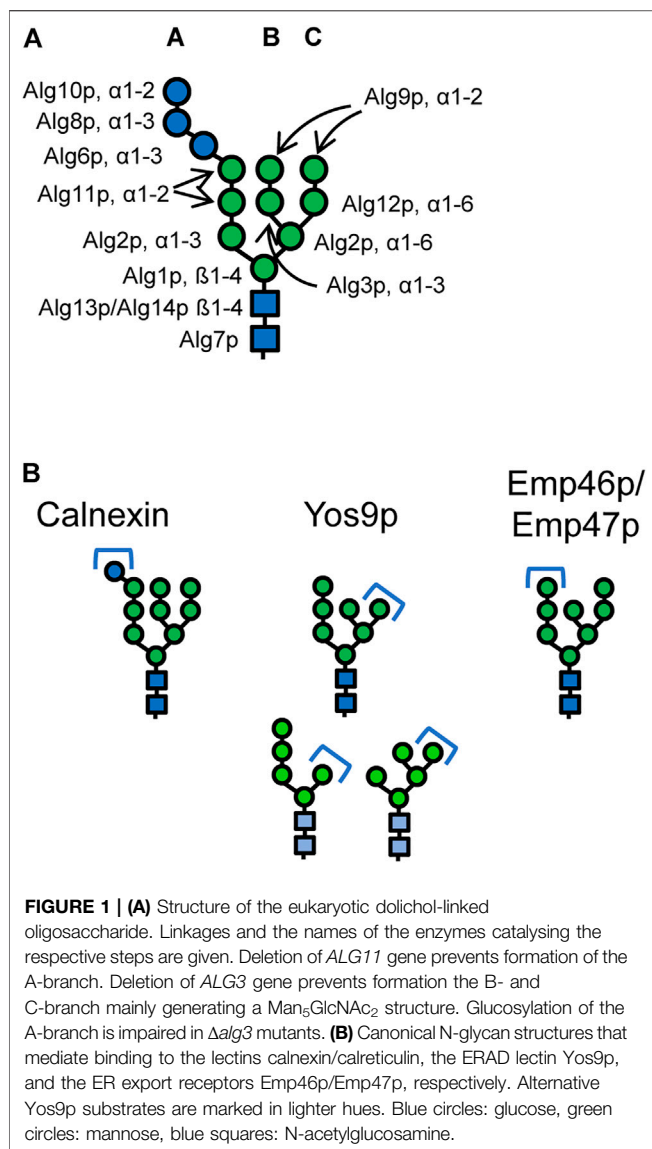 A A B C
Alg10p, α1-2
Alg9p, α1-2
Alg8p, α1-3
Alg6p, α1-3
Alg11p, α1-2
Alg12p, α1-6
Alg2p, α1-3
Alg2p, α1-6
Alg1p, ß1-4
Alg3p, α1-3
Alg13p/Alg14p ß1-4
Alg7p
B
Calnexin
Yos9p
Emp46p/
Emp47p
FIGURE 1 | (A) Structure of the eukaryotic dolichol-linked
oligosaccharide. Linkages and the names of the enzymes catalysing the
respective steps are given. Deletion of ALG11 gene prevents formation of the
A-branch. Deletion of ALG3 gene prevents formation the B- and
C-branch mainly generating a Man₅GlcNAc₂ structure. Glucosylation of the
A-branch is impaired in Δalg3 mutants. (B) Canonical N-glycan structures that
mediate binding to the lectins calnexin/calreticulin, the ERAD lectin Yos9p,
and the ER export receptors Emp46p/Emp47p, respectively. Alternative
Yos9p substrates are marked in lighter hues. Blue circles: glucose, green
circles: mannose, blue squares: N-acetylglucosamine.